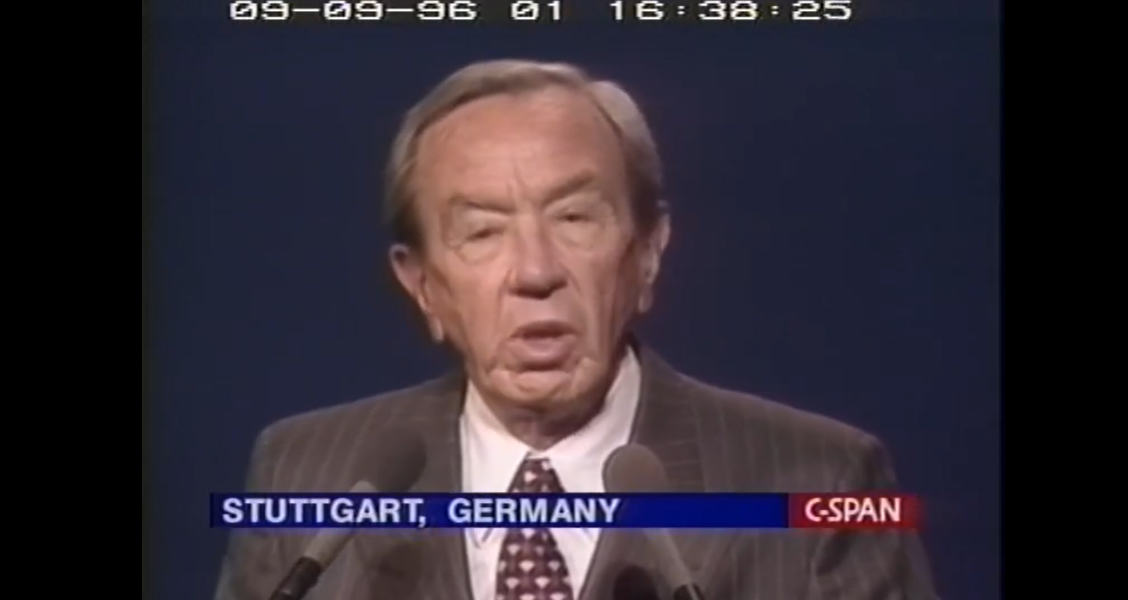 09-09-96 01 16:38:25
STUTTGART, GERMANY
C-SPAN